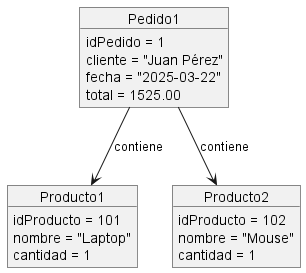 Pedido1
idPedido = 1
cliente = "Juan Pérez"
fecha = "2025-03-22"
total = 1525.00
contiene
contiene
Producto1
idProducto = 101
nombre = "Laptop"
cantidad = 1
Producto2
idProducto = 102
nombre = "Mouse"
cantidad = 1